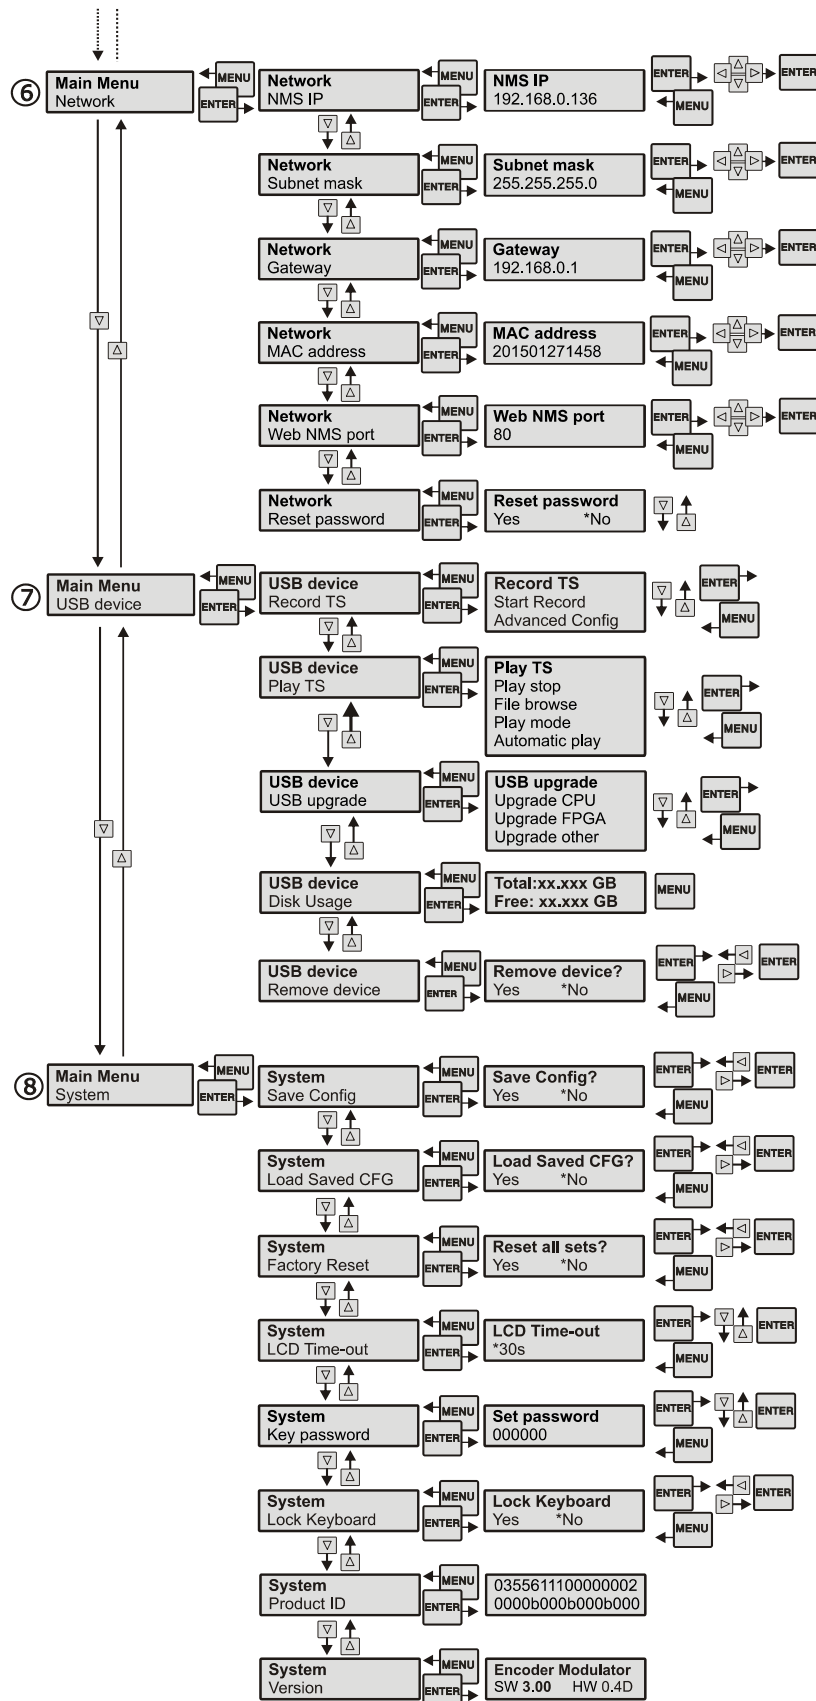 ⑥
Main Menu
Network
MENU
ENTER
Network
NMS IP
MENU
ENTER
NMS IP
192.168.0.136
ENTER
MENU
ENTER
Network
Subnet mask
MENU
ENTER
Subnet mask
255.255.255.0
ENTER
MENU
ENTER
Network
Gateway
MENU
ENTER
Gateway
192.168.0.1
ENTER
MENU
ENTER
Network
MAC address
MENU
ENTER
MAC address
201501271458
ENTER
MENU
ENTER
Network
Web NMS port
MENU
ENTER
Web NMS port
80
ENTER
MENU
ENTER
Network
Reset password
MENU
ENTER
Reset password
Yes *No
⑦
Main Menu
USB device
MENU
ENTER
USB device
Record TS
MENU
ENTER
Record TS
Start Record
Advanced Config
ENTER
MENU
USB device
Play TS
MENU
ENTER
Play TS
Play stop
File browse
Play mode
Automatic play
ENTER
MENU
USB device
USB upgrade
MENU
ENTER
USB upgrade
Upgrade CPU
Upgrade FPGA
Upgrade other
ENTER
MENU
USB device
Disk Usage
MENU
ENTER
Total:xx.xxx GB
Free: xx.xxx GB
MENU
USB device
Remove device
MENU
ENTER
Remove device?
Yes *No
ENTER
MENU
ENTER
⑧
Main Menu
System
MENU
ENTER
System
Save Config
MENU
ENTER
Save Config?
Yes *No
ENTER
MENU
ENTER
System
Load Saved CFG
MENU
ENTER
Load Saved CFG?
Yes *No
ENTER
MENU
ENTER
System
Factory Reset
MENU
ENTER
Reset all sets?
Yes *No
ENTER
MENU
ENTER
System
LCD Time-out
MENU
ENTER
LCD Time-out
*30s
ENTER
MENU
ENTER
System
Key password
MENU
ENTER
Set password
000000
ENTER
MENU
ENTER
System
Lock Keyboard
MENU
ENTER
Lock Keyboard
Yes *No
ENTER
MENU
ENTER
System
Product ID
MENU
ENTER
0355611100000002
0000b000b000b000
System
Version
MENU
ENTER
Encoder Modulator
SW 3.00 HW 0.4D